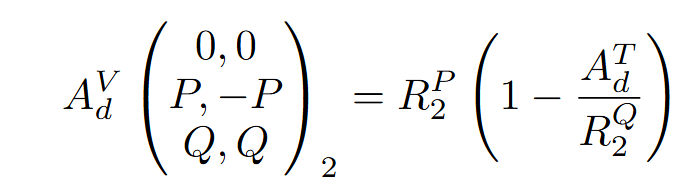 $A_d^V \begin{pmatrix} 0, 0 \\ P, -P \\ Q, Q \end{pmatrix}_2 = R_2^P \left( 1 - \frac{A_d^T}{R_2^Q} \right)$